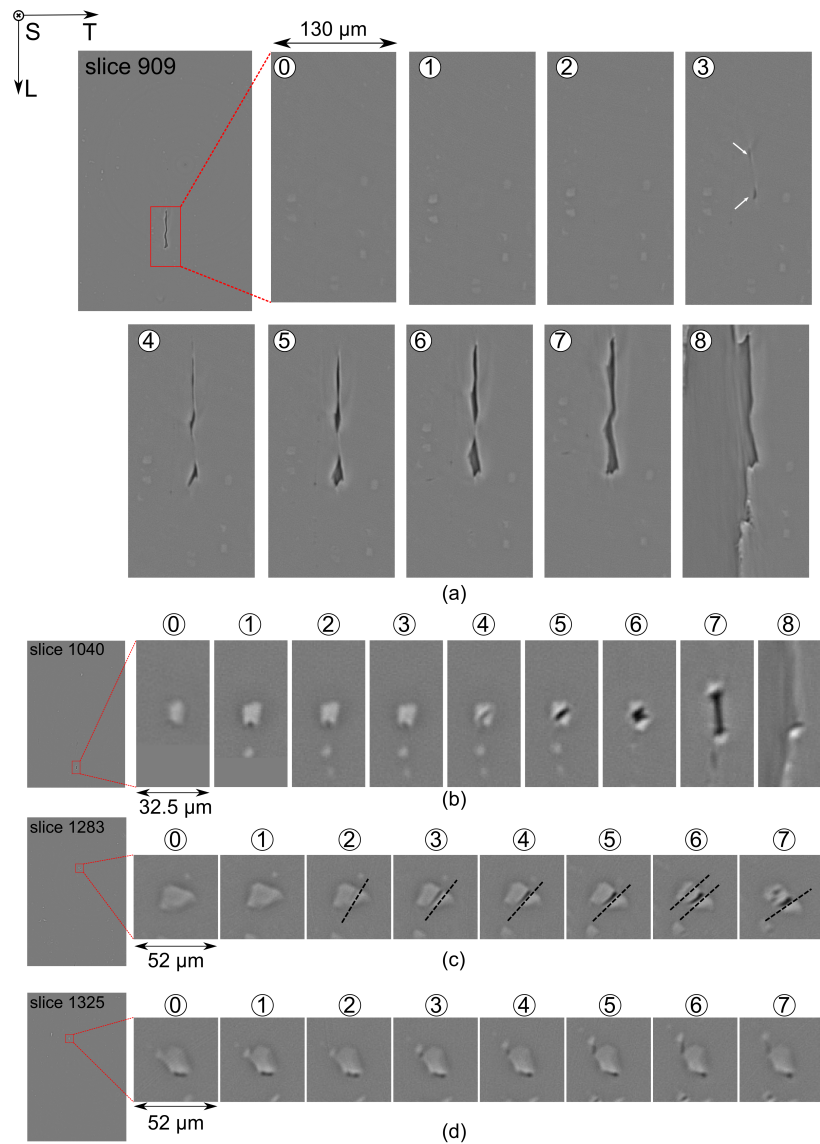 S T
L
130 µm
slice 909
0 1 2 3
4 5 6 7 8
(a)
0 1 2 3 4 5 6 7 8
slice 1040
32.5 µm
(b)
slice 1283
0 1 2 3 4 5 6 7
52 µm
(c)
slice 1325
0 1 2 3 4 5 6 7
52 µm
(d)